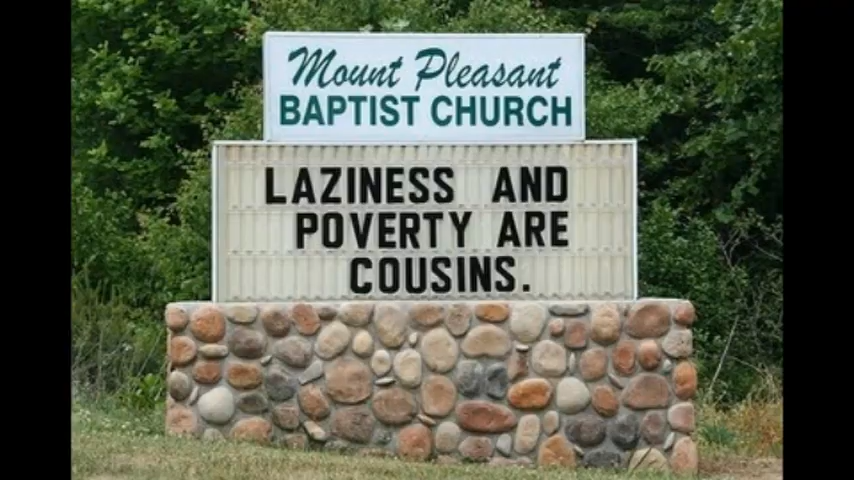 Mount Pleasant
BAPTIST CHURCH
LAZINESS AND
POVERTY ARE
COUSINS.